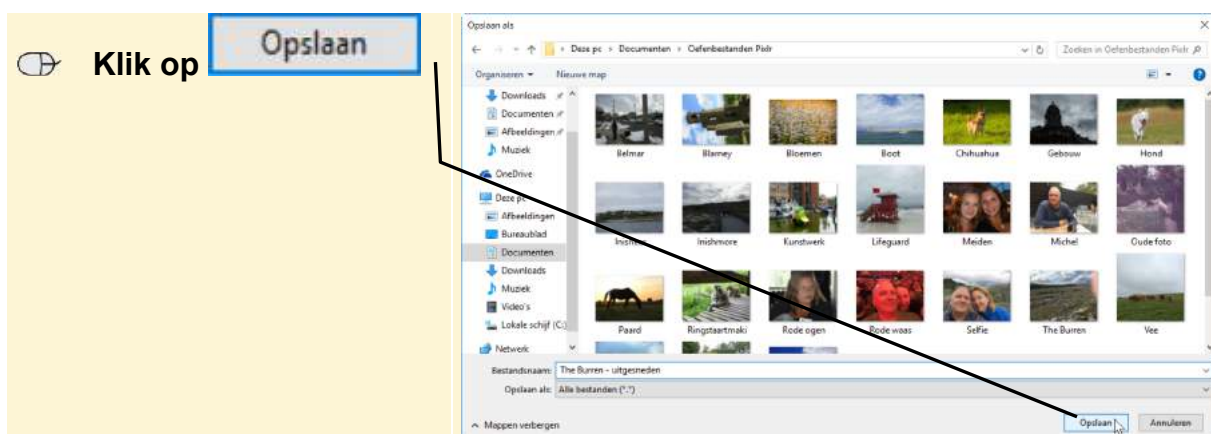 Klik op Opslaan
Opslaan als
Deze pc › Documenten › Oefenbestanden Pixlr
Zoeken in Oefenbestanden Pixlr
Organiseren Nieuwe map
Downloads
Documenten
Afbeeldingen
Muziek
OneDrive
Deze pc
Afbeeldingen
Bureaublad
Documenten
Downloads
Muziek
Video's
Lokale schijf (C:)
Netwerk
Belmar Blarney Bloemen Boot Chihuahua Gebouw Hond
Inishmore Kunstwerk Lifeguard Meiden Michel Oude foto
Paard Ringstaartmaki Rode ogen Rode waas Selfie The Burren Vee
Bestandsnaam: The Burren - uitgesneden
Opslaan als: Alle bestanden (*.*)
Mappen verbergen
Opslaan Annuleren